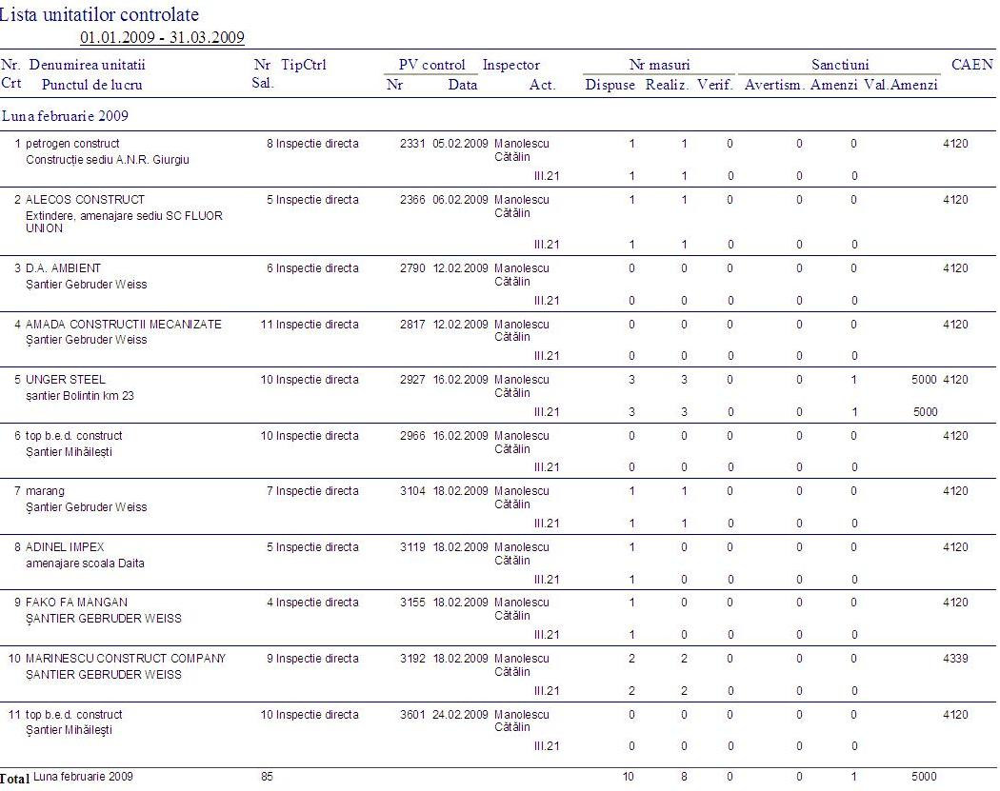 Lista unitatilor controlate
01.01.2009 - 31.03.2009
Nr. Denumirea unitatii Nr TipCtrl PV control Inspector Nr masuri Sanctiuni CAEN
Crt Punctul de lucru Sal. Nr Data Act. Dispuse Realiz. Verif. Avertism. Amenzi Val.Amenzi
Luna februarie 2009
1 petrogen construct 8 Inspectie directa 2331 05.02.2009 Manolescu 1 1 0 0 0 4120
Construcție sediu A.N.R. Giurgiu Cătălin
III.21 1 1 0 0 0
2 ALECOS CONSTRUCT 5 Inspectie directa 2366 06.02.2009 Manolescu 1 1 0 0 0 4120
Extindere, amenajare sediu SC FLUOR Cătălin
UNION
III.21 1 1 0 0 0
3 D.A. AMBIENT 6 Inspectie directa 2790 12.02.2009 Manolescu 0 0 0 0 0 4120
Șantier Gebruder Weiss Cătălin
III.21 0 0 0 0 0
4 AMADA CONSTRUCTII MECANIZATE 11 Inspectie directa 2817 12.02.2009 Manolescu 0 0 0 0 0 4120
Șantier Gebruder Weiss Cătălin
III.21 0 0 0 0 0
5 UNGER STEEL 10 Inspectie directa 2927 16.02.2009 Manolescu 3 3 0 0 1 5000 4120
șantier Bolintin km 23 Cătălin
III.21 3 3 0 0 1 5000
6 top b.e.d. construct 10 Inspectie directa 2966 16.02.2009 Manolescu 0 0 0 0 0 4120
Șantier Mihăilești Cătălin
III.21 0 0 0 0 0
7 marang 7 Inspectie directa 3104 18.02.2009 Manolescu 1 1 0 0 0 4120
Șantier Gebruder Weiss Cătălin
III.21 1 1 0 0 0
8 ADINEL IMPEX 5 Inspectie directa 3119 18.02.2009 Manolescu 1 0 0 0 0 4120
amenajare scoala Daita Cătălin
III.21 1 0 0 0 0
9 FAKO FA MANGAN 4 Inspectie directa 3155 18.02.2009 Manolescu 1 0 0 0 0 4120
ȘANTIER GEBRUDER WEISS Cătălin
III.21 1 0 0 0 0
10 MARINESCU CONSTRUCT COMPANY 9 Inspectie directa 3192 18.02.2009 Manolescu 2 2 0 0 0 4339
ȘANTIER GEBRUDER WEISS Cătălin
III.21 2 2 0 0 0
11 top b.e.d. construct 10 Inspectie directa 3601 24.02.2009 Manolescu 0 0 0 0 0 4120
Șantier Mihăilești Cătălin
III.21 0 0 0 0 0
Total Luna februarie 2009 85 10 8 0 0 1 5000